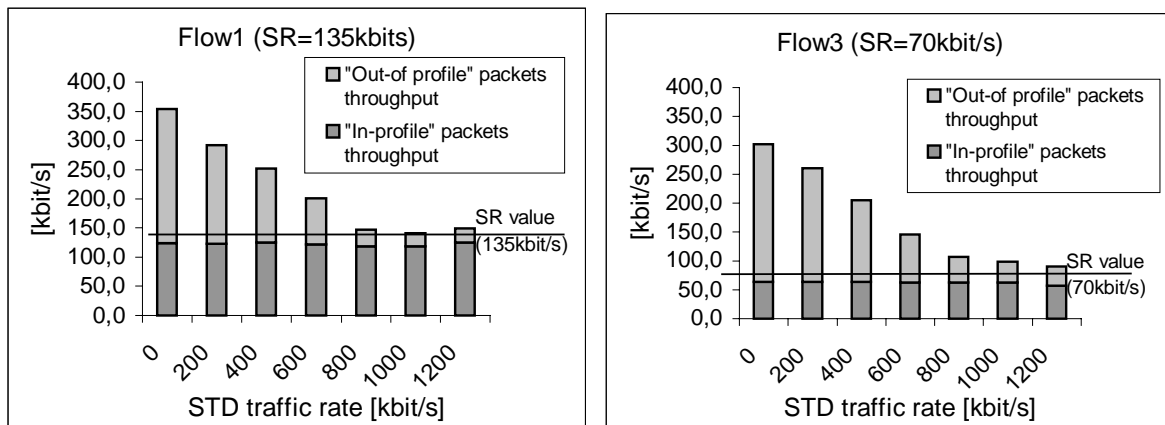 Flow1 (SR=135kbits)
"Out-of profile" packets
throughput
"In-profile" packets
throughput
400,0
350,0
300,0
250,0
200,0
150,0
100,0
50,0
0,0
[kbit/s]
SR value
(135kbit/s)
0
200
400
600
800
1000
1200
STD traffic rate [kbit/s]
Flow3 (SR=70kbit/s)
"Out-of profile" packets
throughput
"In-profile" packets
throughput
400,0
350,0
300,0
250,0
200,0
150,0
100,0
50,0
0,0
[kbit/s]
SR value
(70kbit/s)
0
200
400
600
800
1000
1200
STD traffic rate [kbit/s]